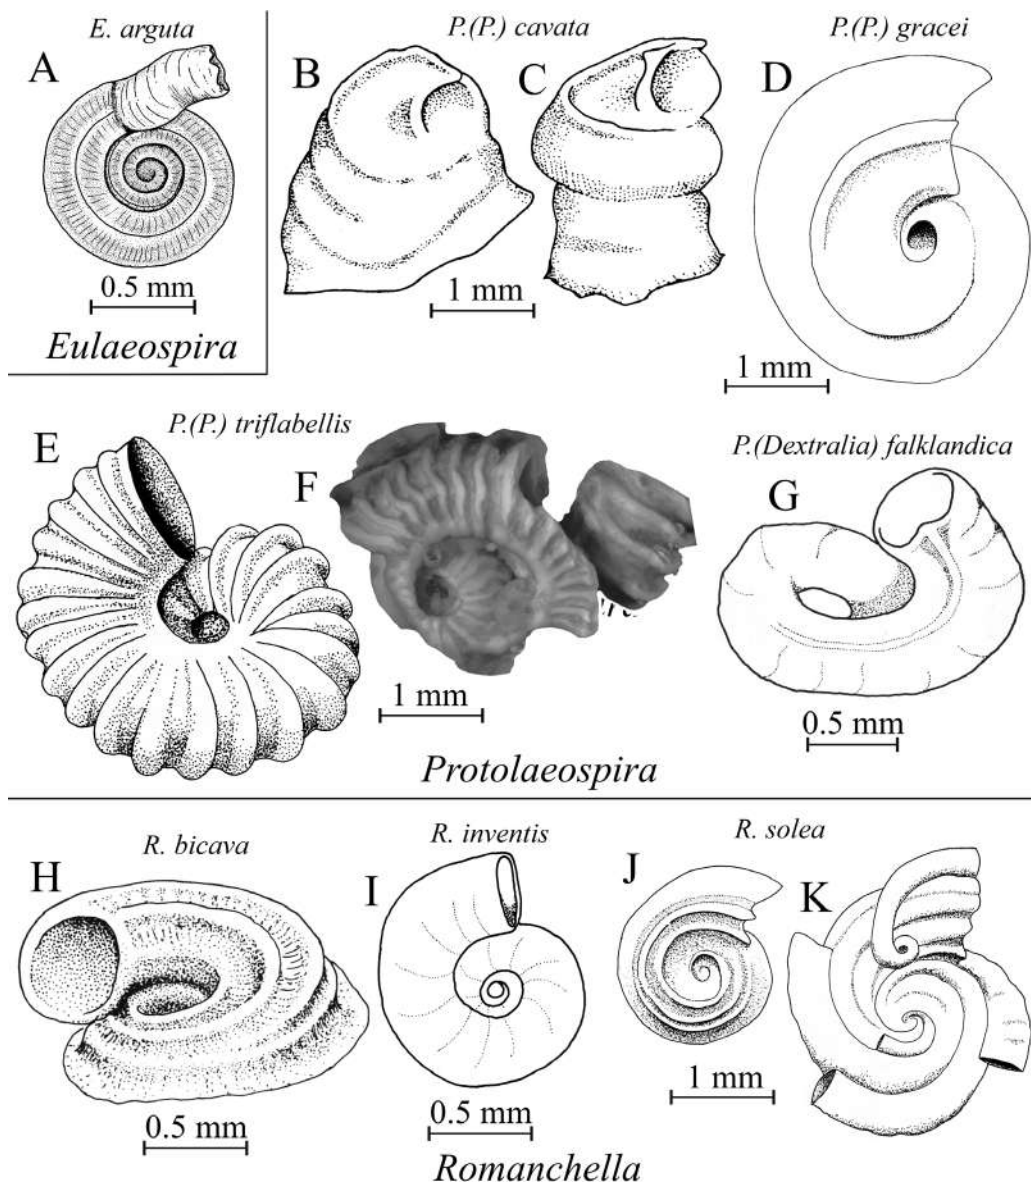 E. arguta
P.(P.) cavata
P.(P.) gracei
A
B
C
D
0.5 mm
1 mm
1 mm
Eulaeospira
P.(P.) triflabellis
P.(Dextralia) falklandica
E
F
G
1 mm
0.5 mm
Protolaeospira
R. bicava
R. inventis
R. solea
H
I
J
K
0.5 mm
0.5 mm
1 mm
Romanchella